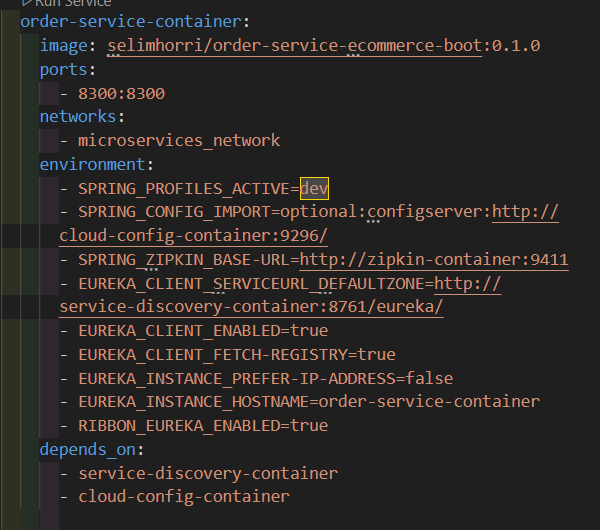 Run Service
order-service-container:
image: selimhorri/order-service-ecommerce-boot:0.1.0
ports:
- 8300:8300
networks:
- microservices_network
environment:
- SPRING_PROFILES_ACTIVE=dev
- SPRING_CONFIG_IMPORT=optional:configserver:http://
cloud-config-container:9296/
- SPRING_ZIPKIN_BASE-URL=http://zipkin-container:9411
- EUREKA_CLIENT_SERVICEURL_DEFAULTZONE=http://
service-discovery-container:8761/eureka/
- EUREKA_CLIENT_ENABLED=true
- EUREKA_CLIENT_FETCH-REGISTRY=true
- EUREKA_INSTANCE_PREFER-IP-ADDRESS=false
- EUREKA_INSTANCE_HOSTNAME=order-service-container
- RIBBON_EUREKA_ENABLED=true
depends_on:
- service-discovery-container
- cloud-config-container